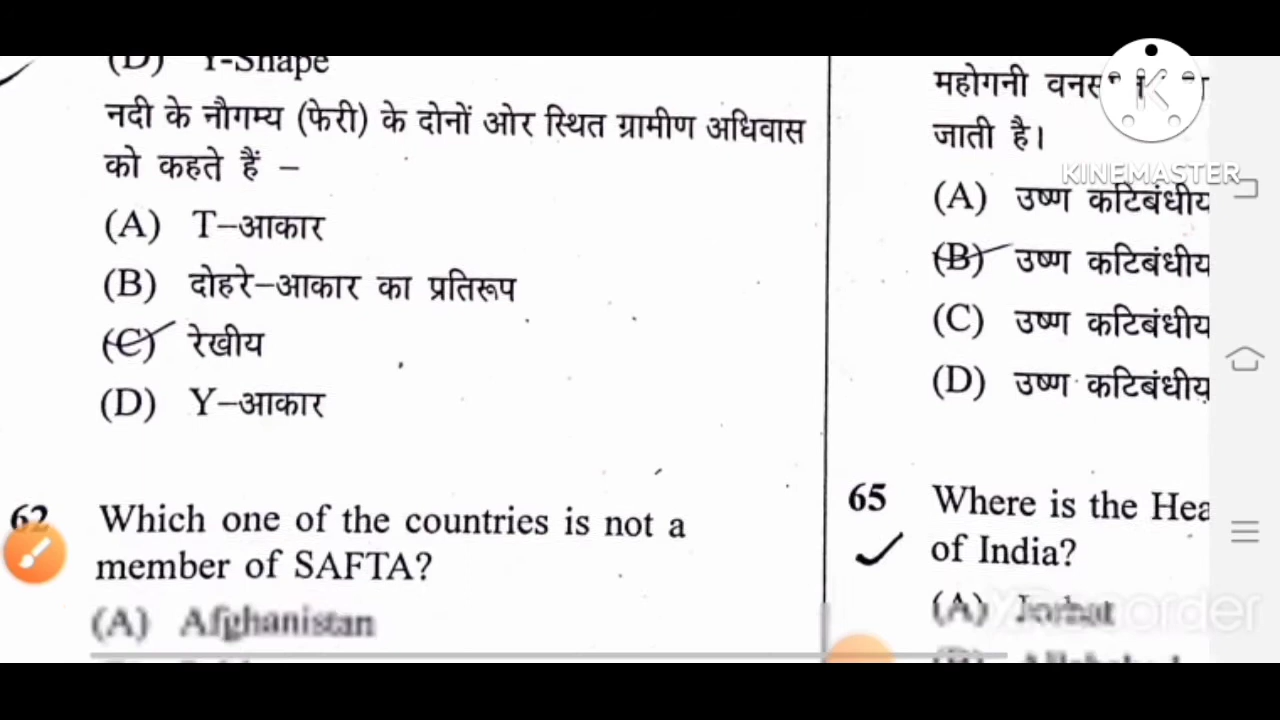 (D) Y-Shape
नदी के नौगम्य (फेरी) के दोनों ओर स्थित ग्रामीण अधिवास
को कहते हैं –
(A) T–आकार
(B) दोहरे–आकार का प्रतिरूप
(C) रेखीय
(D) Y–आकार
62 Which one of the countries is not a
member of SAFTA?
(A) Afghanistan
महोगनी
जाती है।
(A) उष्ण कटिबंधीय
(B) उष्ण कटिबंधीय
(C) उष्ण कटिबंधीय
(D) उष्ण कटिबंधीय
65 Where is the Hea
of India?
(A) Jorhat
KINEMASTER